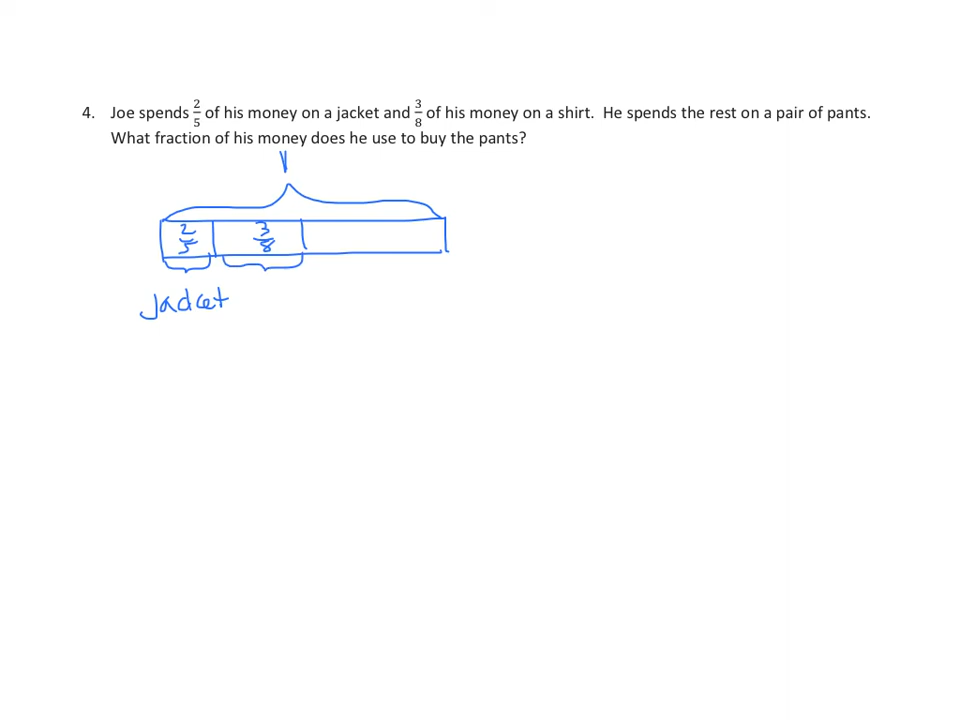 4. Joe spends 2/5 of his money on a jacket and 3/8 of his money on a shirt. He spends the rest on a pair of pants.
What fraction of his money does he use to buy the pants?
2/5 3/8
Jacket